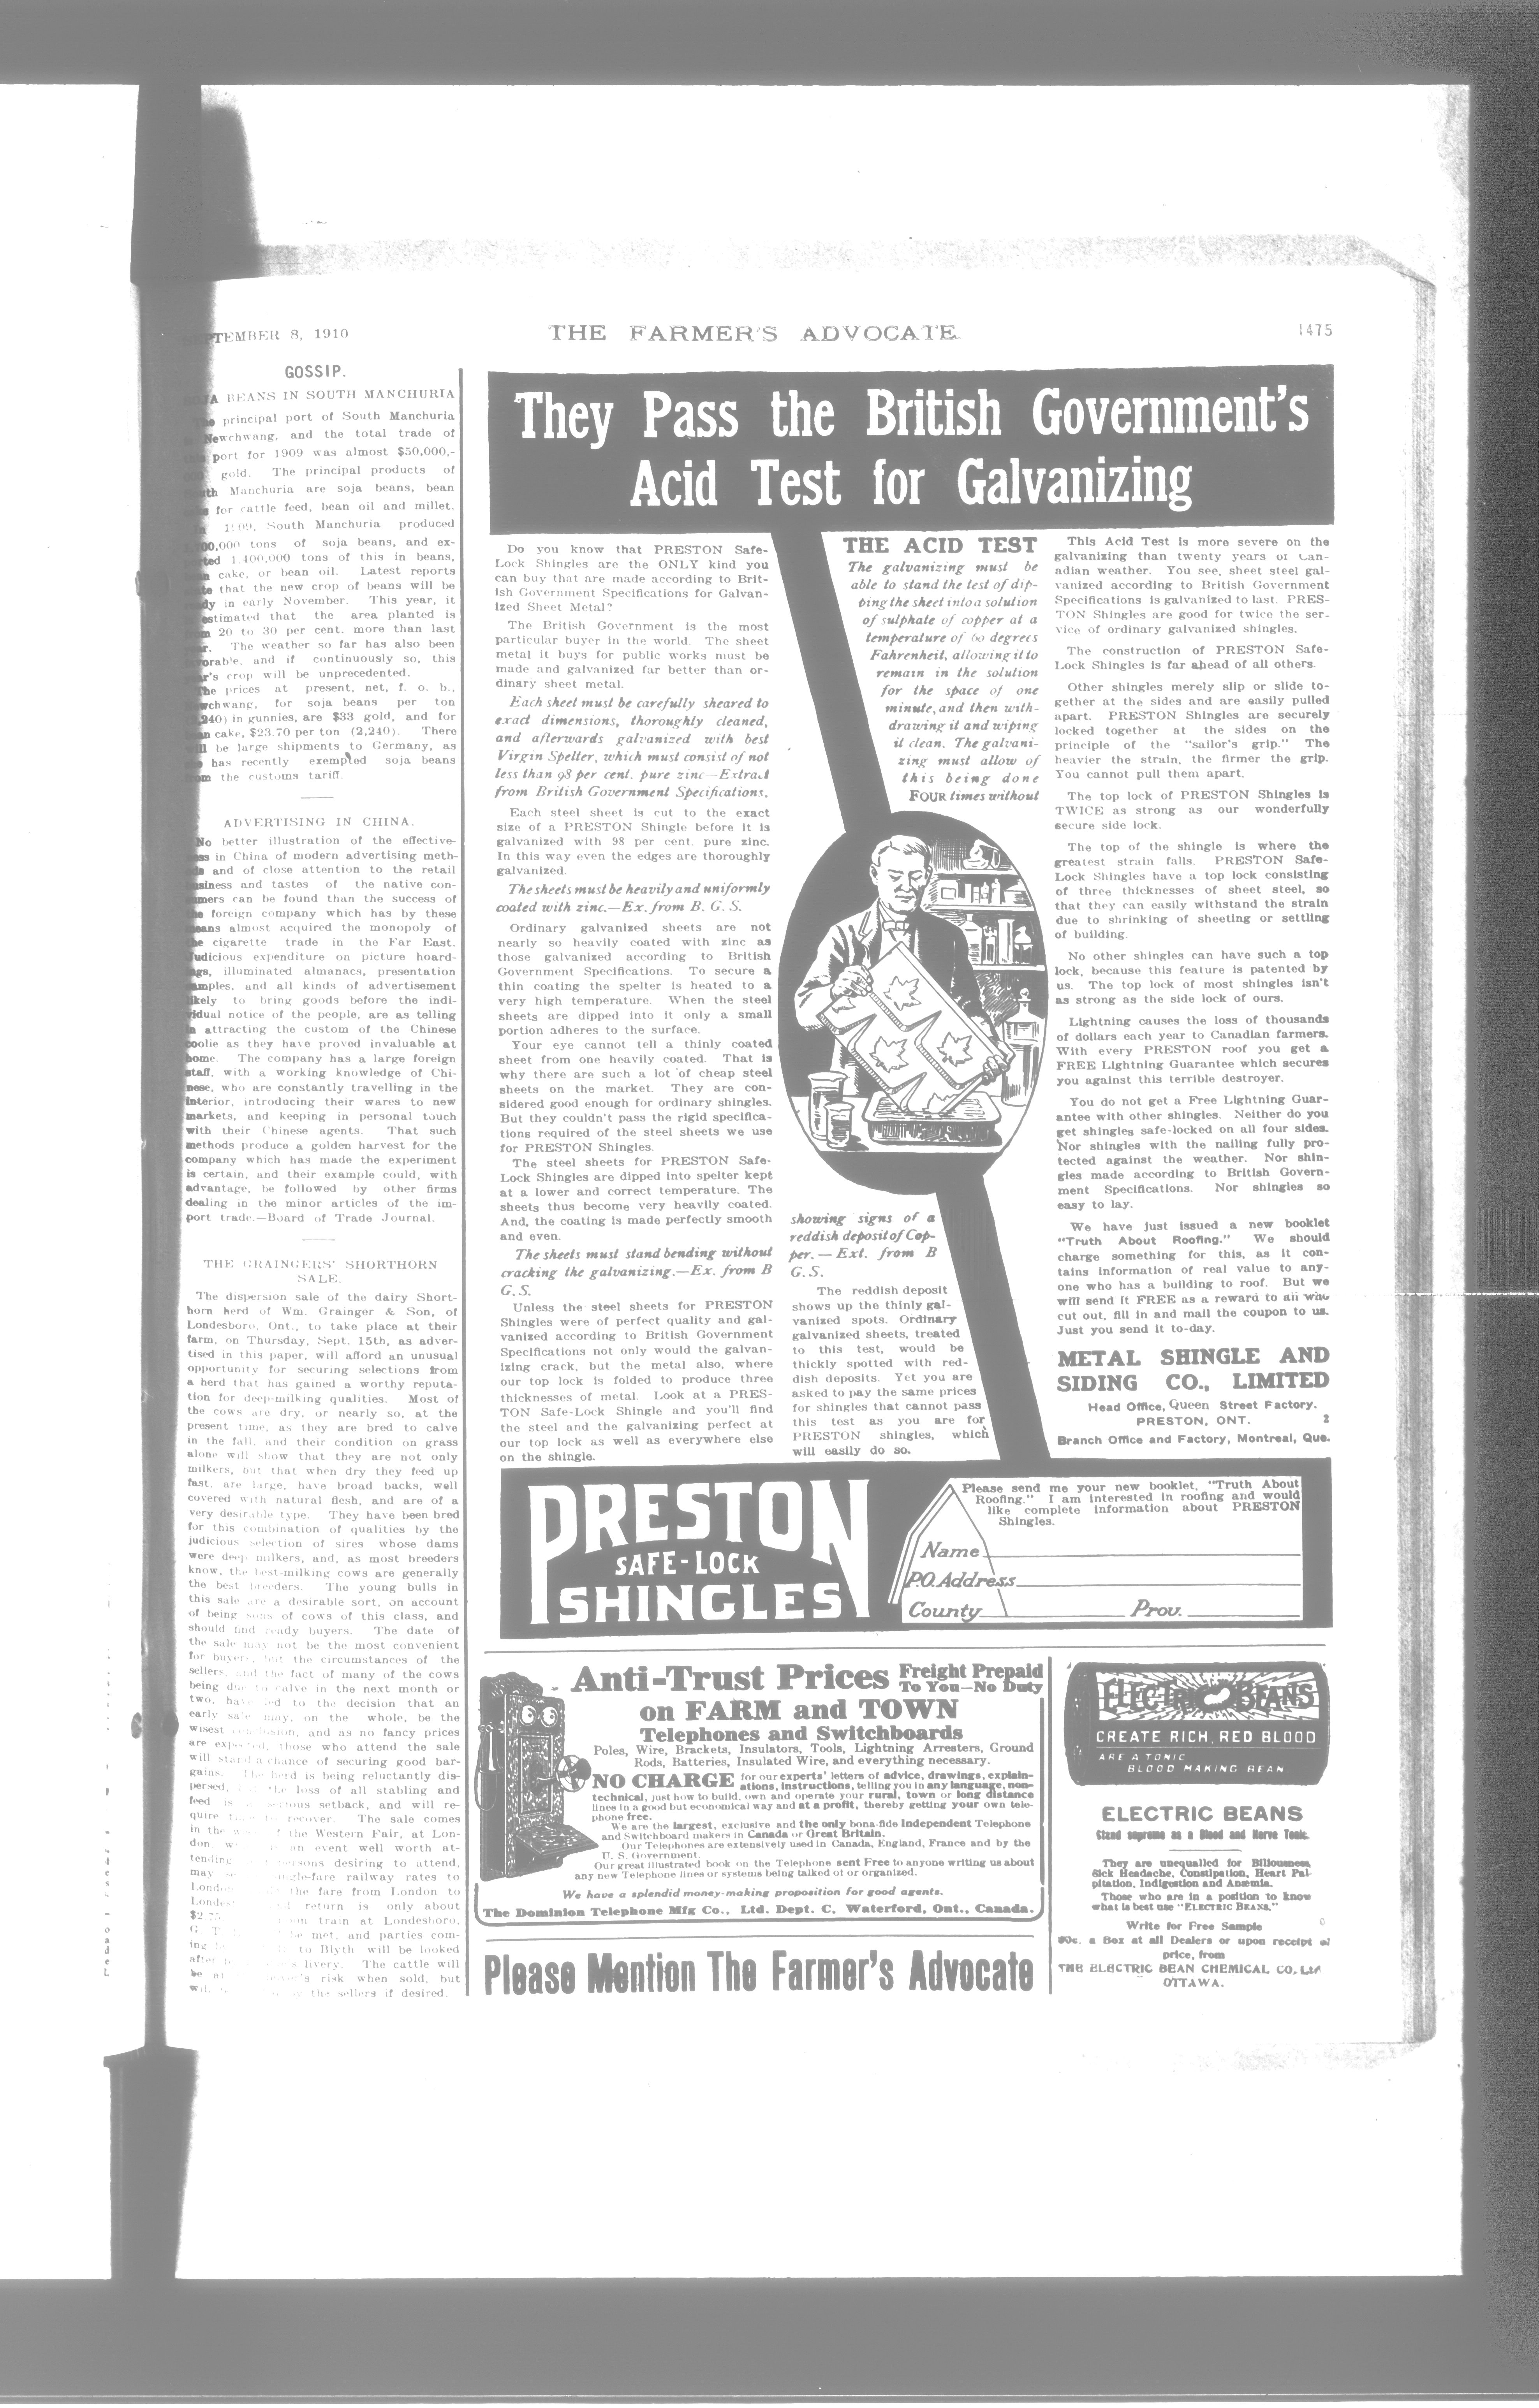 TEMBER 8, 1910
THE FARMER'S ADVOCATE
1475
GOSSIP.
BEANS IN SOUTH MANCHURIA
principal port of South Manchuria
Newchwang, and the total trade of
port for 1909 was almost $50,000,-
gold. The principal products of
Manchuria are soja beans, bean
for cattle feed, bean oil and millet.
1909, South Manchuria produced
tons of soja beans, and ex-
1,400,000 tons of this in beans,
cake, or bean oil. Latest reports
that the new crop of beans will be
in early November. This year, it
estimated that the area planted is
20 to 30 per cent. more than last
The weather so far has also been
and if continuously so, this
crop will be unprecedented.
The prices at present, net, f. o. b.,
for soja beans per ton
in gunnies, are $33 gold, and for
cake, $23.70 per ton (2,240). There
be large shipments to Germany, as
has recently exempted soja beans
the customs tariff.
ADVERTISING IN CHINA.
No better illustration of the effective-
in China of modern advertising meth-
and of close attention to the retail
business and tastes of the native con-
sumers can be found than the success of
the foreign company which has by these
means almost acquired the monopoly of
the cigarette trade in the Far East.
Judicious expenditure on picture hoard-
ings, illuminated almanacs, presentation
samples, and all kinds of advertisement
likely to bring goods before the indi-
vidual notice of the people, are as telling
in attracting the custom of the Chinese
coolie as they have proved invaluable at
home. The company has a large foreign
staff, with a working knowledge of Chi-
nese, who are constantly travelling in the
interior, introducing their wares to new
markets, and keeping in personal touch
with their Chinese agents. That such
methods produce a golden harvest for the
company which has made the experiment
is certain, and their example could, with
advantage, be followed by other firms
dealing in the minor articles of the im-
port trade.—Board of Trade Journal.
THE GRAINGERS' SHORTHORN
SALE.
The dispersion sale of the dairy Short-
horn herd of Wm. Grainger & Son, of
Londesboro, Ont., to take place at their
farm, on Thursday, Sept. 15th, as adver-
tised in this paper, will afford an unusual
opportunity for securing selections from
a herd that has gained a worthy reputa-
tion for deep-milking qualities. Most of
the cows are dry, or nearly so, at the
present time, as they are bred to calve
in the fall, and their condition on grass
alone will show that they are not only
milkers, but that when dry they feed up
fast, are large, have broad backs, well
covered with natural flesh, and are of a
very desirable type. They have been bred
for this combination of qualities by the
judicious selection of sires whose dams
were deep milkers, and, as most breeders
know, the best-milking cows are generally
the best breeders. The young bulls in
this sale are a desirable sort, on account
of being sons of cows of this class, and
should find ready buyers. The date of
the sale may not be the most convenient
for buyers, but the circumstances of the
sellers, and the fact of many of the cows
being due to calve in the next month or
two, have led to the decision that an
early sale may, on the whole, be the
wisest conclusion, and as no fancy prices
are expected, those who attend the sale
will stand a chance of securing good bar-
gains. The herd is being reluctantly dis-
persed, the loss of all stabling and
feed is a serious setback, and will re-
quire to recover. The sale comes
in the the Western Fair, at Lon-
don, an event well worth at-
tending desiring to attend,
may railway rates to
London the fare from London to
return is only about
train at Londesboro,
met, and parties com-
ing to Blyth will be looked
after livery. The cattle will
be at risk when sold, but
the sellers if desired.
They Pass the British Government's
Acid Test for Galvanizing
Do you know that PRESTON Safe-
Lock Shingles are the ONLY kind you
can buy that are made according to Brit-
ish Government Specifications for Galvan-
ized Sheet Metal?
The British Government is the most
particular buyer in the world. The sheet
metal it buys for public works must be
made and galvanized far better than or-
dinary sheet metal.
Each sheet must be carefully sheared to
exact dimensions, thoroughly cleaned,
and afterwards galvanized with best
Virgin Spelter, which must consist of not
less than 98 per cent. pure zinc—Extract
from British Government Specifications.
Each steel sheet is cut to the exact
size of a PRESTON Shingle before it is
galvanized with 98 per cent. pure zinc.
In this way even the edges are thoroughly
galvanized.
The sheets must be heavily and uniformly
coated with zinc.—Ex. from B. G. S.
Ordinary galvanized sheets are not
nearly so heavily coated with zinc as
those galvanized according to British
Government Specifications. To secure a
thin coating the spelter is heated to a
very high temperature. When the steel
sheets are dipped into it only a small
portion adheres to the surface.
Your eye cannot tell a thinly coated
sheet from one heavily coated. That is
why there are such a lot of cheap steel
sheets on the market. They are con-
sidered good enough for ordinary shingles.
But they couldn't pass the rigid specifica-
tions required of the steel sheets we use
for PRESTON Shingles.
The steel sheets for PRESTON Safe-
Lock Shingles are dipped into spelter kept
at a lower and correct temperature. The
sheets thus become very heavily coated.
And, the coating is made perfectly smooth
and even.
The sheets must stand bending without
cracking the galvanizing.—Ex. from B
G. S.
Unless the steel sheets for PRESTON
Shingles were of perfect quality and gal-
vanized according to British Government
Specifications not only would the galvan-
izing crack, but the metal also, where
our top lock is folded to produce three
thicknesses of metal. Look at a PRES-
TON Safe-Lock Shingle and you'll find
the steel and the galvanizing perfect at
our top lock as well as everywhere else
on the shingle.
THE ACID TEST
The galvanizing must be
able to stand the test of dip-
ping the sheet into a solution
of sulphate of copper at a
temperature of 60 degrees
Fahrenheit, allowing it to
remain in the solution
for the space of one
minute, and then with-
drawing it and wiping
it clean. The galvani-
zing must allow of
this being done
FOUR times without
showing signs of a
reddish deposit of Cop-
per. — Ext. from B
G. S.
The reddish deposit
shows up the thinly gal-
vanized spots. Ordinary
galvanized sheets, treated
to this test, would be
thickly spotted with red-
dish deposits. Yet you are
asked to pay the same prices
for shingles that cannot pass
this test as you are for
PRESTON shingles, which
will easily do so.
This Acid Test is more severe on the
galvanizing than twenty years of Can-
adian weather. You see, sheet steel gal-
vanized according to British Government
Specifications is galvanized to last. PRES-
TON Shingles are good for twice the ser-
vice of ordinary galvanized shingles.
The construction of PRESTON Safe-
Lock Shingles is far ahead of all others.
Other shingles merely slip or slide to-
gether at the sides and are easily pulled
apart. PRESTON Shingles are securely
locked together at the sides on the
principle of the "sailor's grip." The
heavier the strain, the firmer the grip.
You cannot pull them apart.
The top lock of PRESTON Shingles is
TWICE as strong as our wonderfully
secure side lock.
The top of the shingle is where the
greatest strain falls. PRESTON Safe-
Lock Shingles have a top lock consisting
of three thicknesses of sheet steel, so
that they can easily withstand the strain
due to shrinking of sheeting or settling
of building.
No other shingles can have such a top
lock, because this feature is patented by
us. The top lock of most shingles isn't
as strong as the side lock of ours.
Lightning causes the loss of thousands
of dollars each year to Canadian farmers.
With every PRESTON roof you get a
FREE Lightning Guarantee which secures
you against this terrible destroyer.
You do not get a Free Lightning Guar-
antee with other shingles. Neither do you
get shingles safe-locked on all four sides.
Nor shingles with the nailing fully pro-
tected against the weather. Nor shin-
gles made according to British Govern-
ment Specifications. Nor shingles so
easy to lay.
We have just issued a new booklet
"Truth About Roofing." We should
charge something for this, as it con-
tains information of real value to any-
one who has a building to roof. But we
will send it FREE as a reward to all who
cut out, fill in and mail the coupon to us.
Just you send it to-day.
METAL SHINGLE AND
SIDING CO., LIMITED
Head Office, Queen Street Factory.
PRESTON, ONT. 2
Branch Office and Factory, Montreal, Que.
PRESTON
SAFE-LOCK
SHINGLES
Please send me your new booklet, "Truth About
Roofing." I am interested in roofing and would
like complete information about PRESTON
Shingles.
Name
P.O. Address
County Prov.
Anti-Trust Prices Freight Prepaid
To You—No Duty
on FARM and TOWN
Telephones and Switchboards
Poles, Wire, Brackets, Insulators, Tools, Lightning Arresters, Ground
Rods, Batteries, Insulated Wire, and everything necessary.
NO CHARGE for our experts' letters of advice, drawings, explain-
ations, instructions, telling you in any language, non-
technical, just how to build, own and operate your rural, town or long distance
lines in a good but economical way and at a profit, thereby getting your own tele-
phone free.
We are the largest, exclusive and the only bona-fide Independent Telephone
and Switchboard makers in Canada or Great Britain.
Our Telephones are extensively used in Canada, England, France and by the
U. S. Government.
Our great illustrated book on the Telephone sent Free to anyone writing us about
any new Telephone lines or systems being talked of or organized.
We have a splendid money-making proposition for good agents.
The Dominion Telephone Mfg Co., Ltd. Dept. C, Waterford, Ont., Canada.
Please Mention The Farmer's Advocate
ELECTRIC BEANS
CREATE RICH, RED BLOOD
ARE A TONIC
BLOOD MAKING BEAN
ELECTRIC BEANS
Stand supreme as a Blood and Nerve Tonic.
They are unequalled for Biliousness,
Sick Headache, Constipation, Heart Pal-
pitation, Indigestion and Anæmia.
Those who are in a position to know
what is best use "ELECTRIC BEANS."
Write for Free Sample
50c. a Box at all Dealers or upon receipt of
price, from
THE ELECTRIC BEAN CHEMICAL CO. Ltd
OTTAWA.